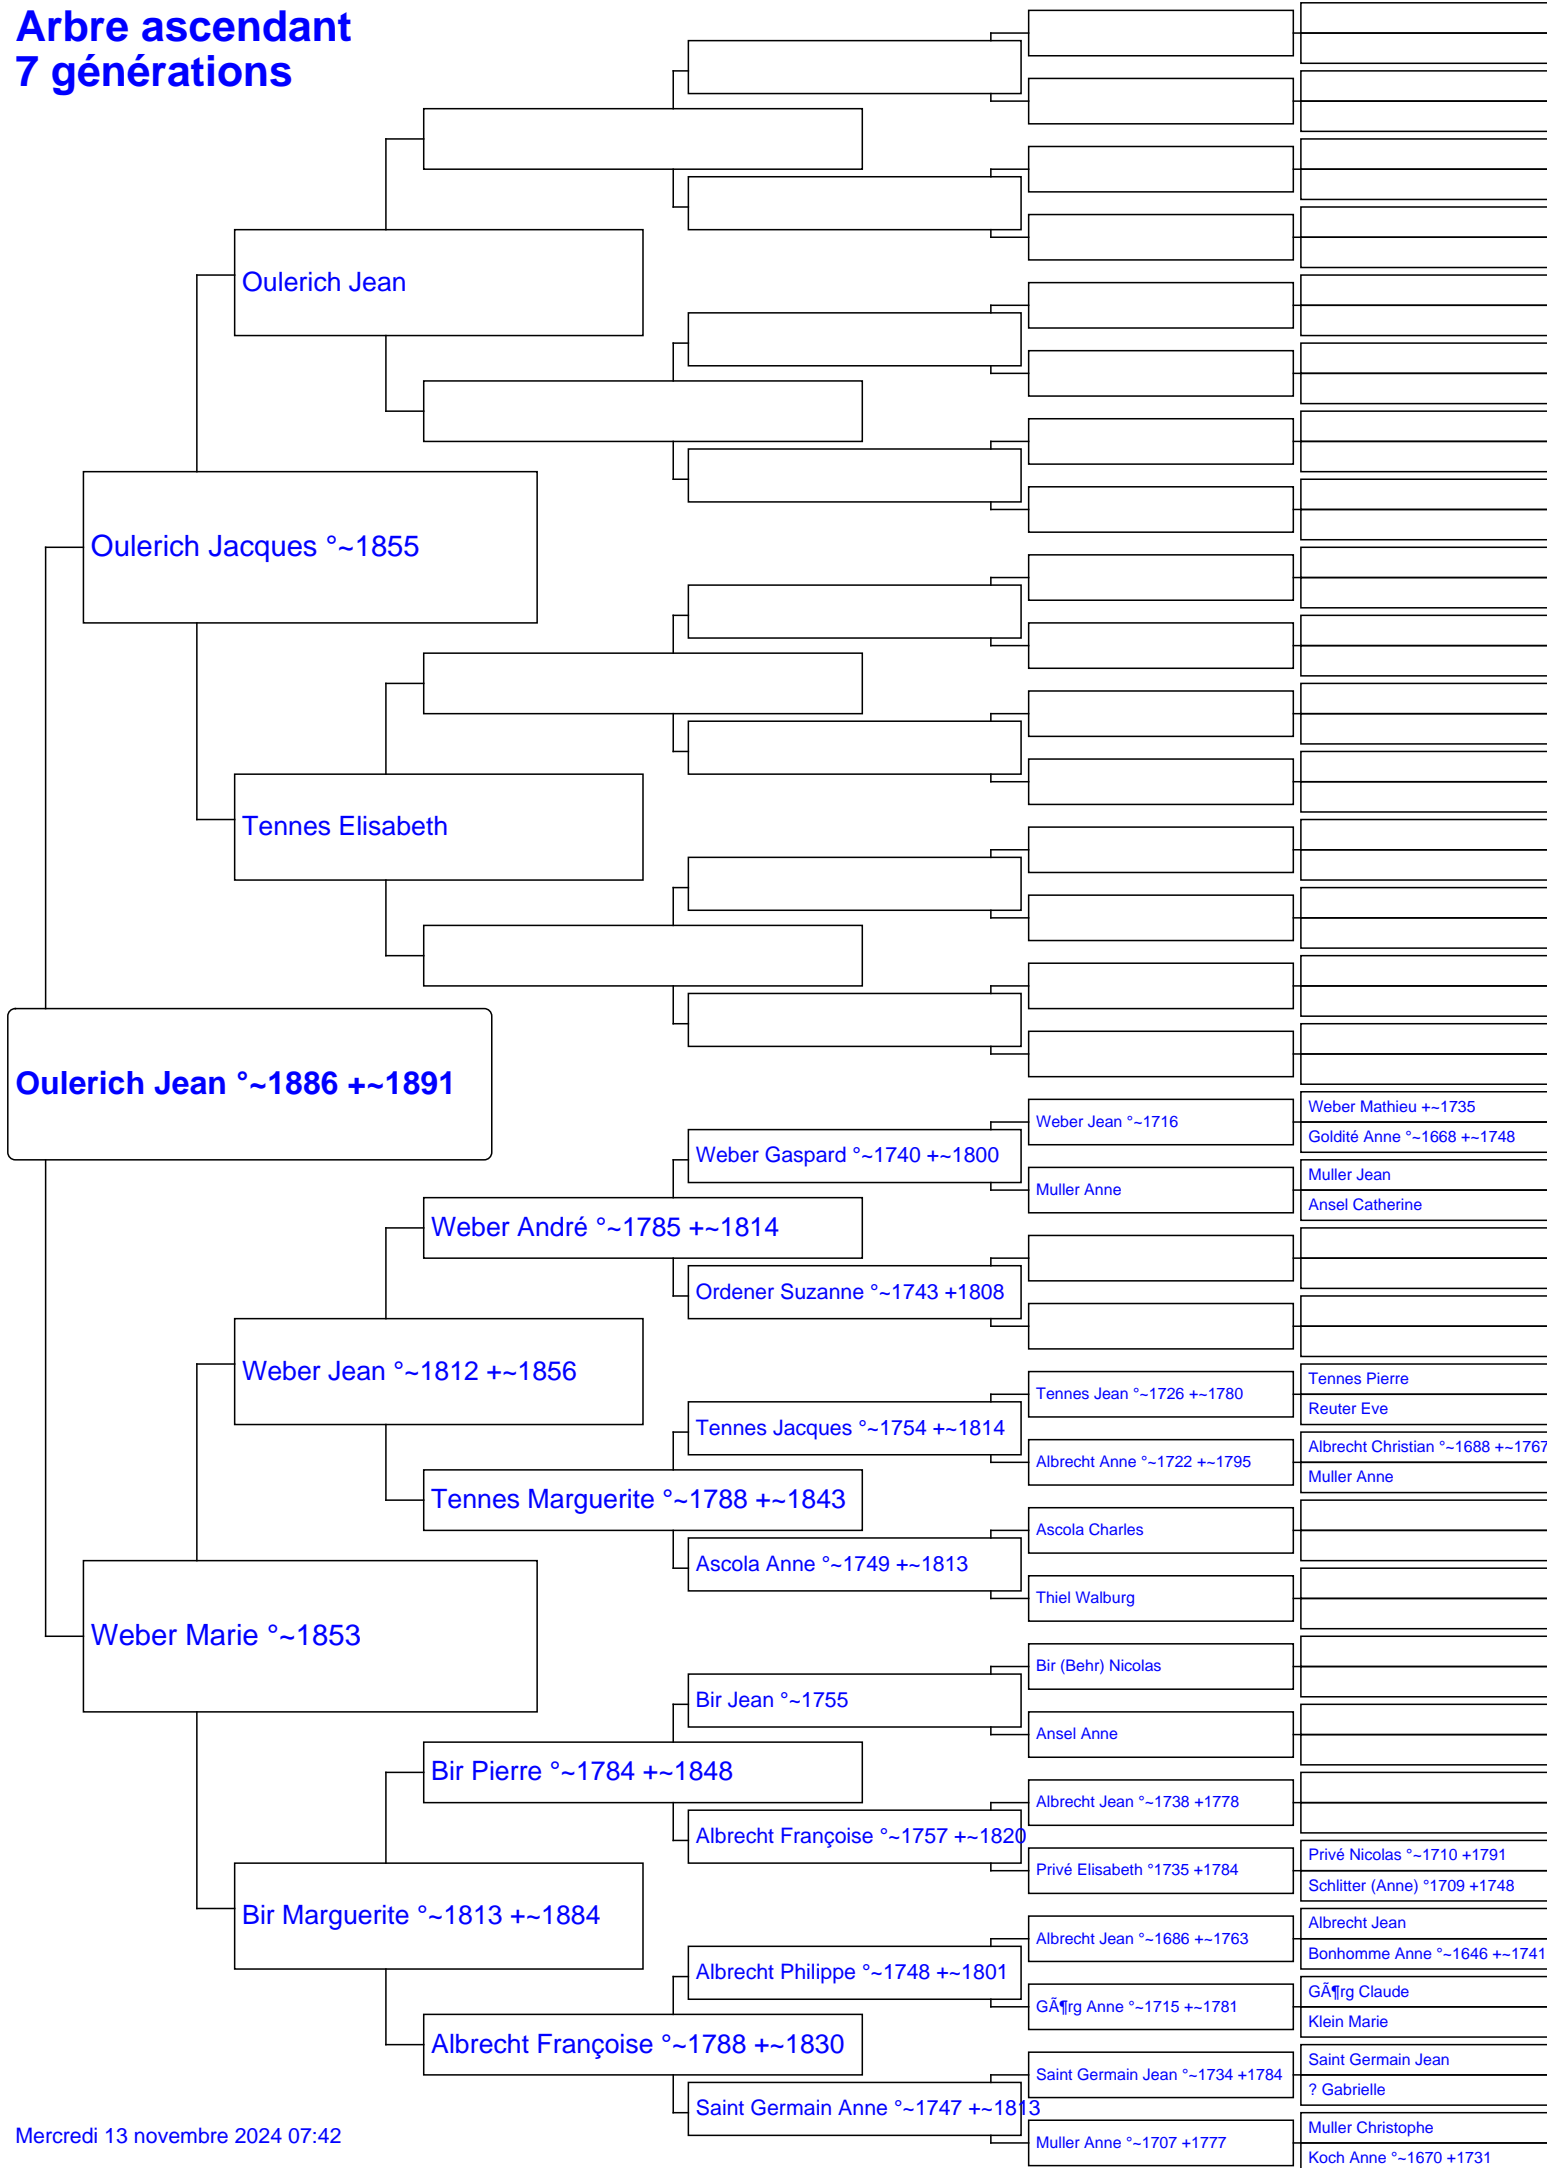 Arbre ascendant
7 générations
Oulerich Jean
Oulerich Jacques °~1855
Tennes Elisabeth
Oulerich Jean °~1886 +~1891
Weber Mathieu +~1735
Weber Jean °~1716
Goldité Anne °~1668 +~1748
Weber Gaspard °~1740 +~1800
Muller Jean
Muller Anne
Ansel Catherine
Weber André °~1785 +~1814
Ordener Suzanne °~1743 +1808
Weber Jean °~1812 +~1856
Tennes Pierre
Tennes Jean °~1726 +~1780
Reuter Eve
Tennes Jacques °~1754 +~1814
Albrecht Christian °~1688 +~1767
Albrecht Anne °~1722 +~1795
Muller Anne
Tennes Marguerite °~1788 +~1843
Ascola Charles
Ascola Anne °~1749 +~1813
Thiel Walburg
Weber Marie °~1853
Bir (Behr) Nicolas
Bir Jean °~1755
Ansel Anne
Bir Pierre °~1784 +~1848
Albrecht Jean °~1738 +1778
Albrecht Françoise °~1757 +~1820
Privé Nicolas °~1710 +1791
Privé Elisabeth °1735 +1784
Schlitter (Anne) °1709 +1748
Bir Marguerite °~1813 +~1884
Albrecht Jean
Albrecht Jean °~1686 +~1763
Bonhomme Anne °~1646 +~1741
Albrecht Philippe °~1748 +~1801
GÃ¶rg Claude
GÃ¶rg Anne °~1715 +~1781
Klein Marie
Albrecht Françoise °~1788 +~1830
Saint Germain Jean
Saint Germain Jean °~1734 +1784
? Gabrielle
Saint Germain Anne °~1747 +~1813
Muller Christophe
Muller Anne °~1707 +1777
Koch Anne °~1670 +1731
Mercredi 13 novembre 2024 07:42